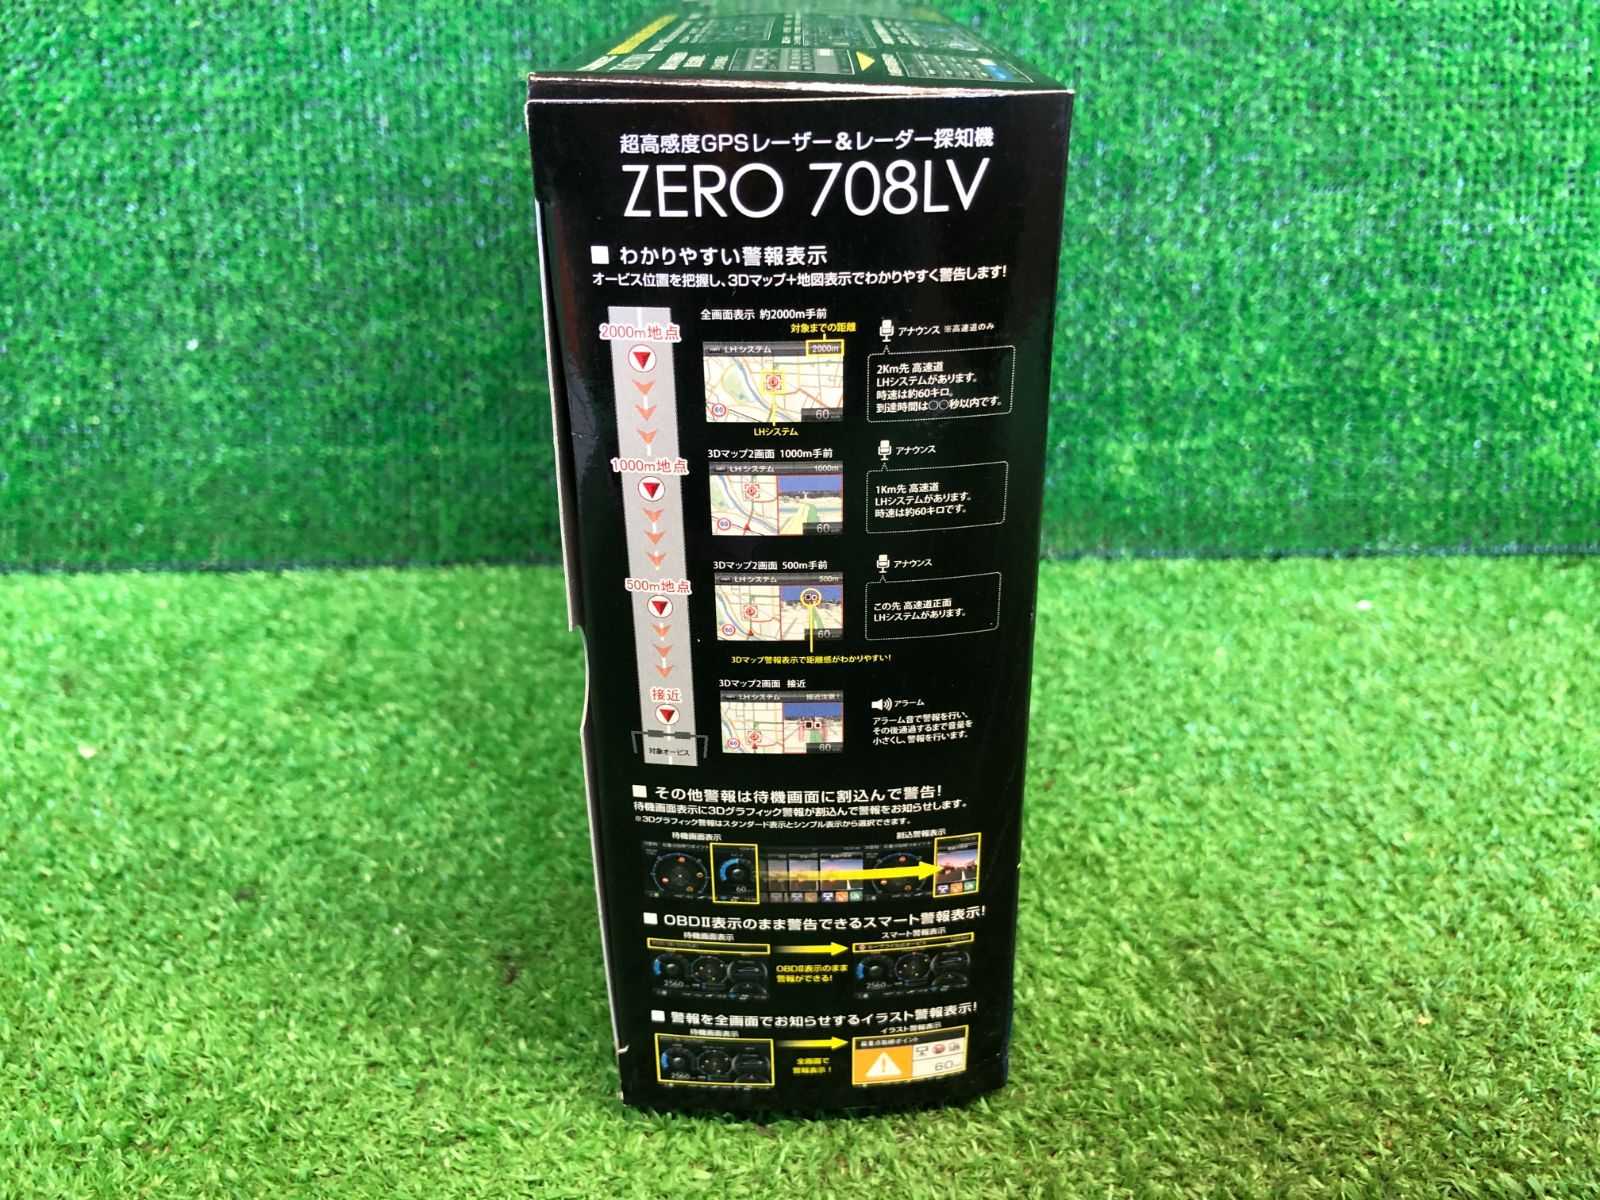 超高感度GPSレーザー&レーダー探知機
ZERO 708LV
■ わかりやすい警報表示
オービス位置を把握し、3Dマップ+地図表示でわかりやすく警告します!
2000m地点
全画面表示 約2000m手前
対象までの距離
LHシステム 2000m
60
60
LHシステム
アナウンス ※高速道のみ
2Km先 高速道
LHシステムがあります。
時速は約60キロ。
到達時間は〇〇秒以内です。
1000m地点
3Dマップ2画面 1000m手前
LHシステム 1000m
60
60
アナウンス
1Km先 高速道
LHシステムがあります。
時速は約60キロです。
500m地点
3Dマップ2画面 500m手前
LHシステム 500m
60
60
3Dマップ警報表示で距離感がわかりやすい!
アナウンス
この先 高速道正面
LHシステムがあります。
接近
対象オービス
3Dマップ2画面 接近
LHシステム 接近注意!
60
60
アラーム
アラーム音で警報を行い、
その後通過するまで音量を
小さくし、警報を行います。
■ その他警報は待機画面に割込んで警告!
待機画面表示に3Dグラフィック警報が割込んで警報をお知らせします。
※3Dグラフィック警報はスタンダード表示とシンプル表示から選択できます。
待機画面表示
割込警報表示
60
■ OBDⅡ表示のまま警告できるスマート警報表示!
待機画面表示
スマート警報表示
2560
OBDⅡ表示のまま
警報ができる!
2560
■ 警報を全画面でお知らせするイラスト警報表示!
待機画面表示
イラスト警報表示
2560
全画面で
警報表示!
最重点取締ポイント
60